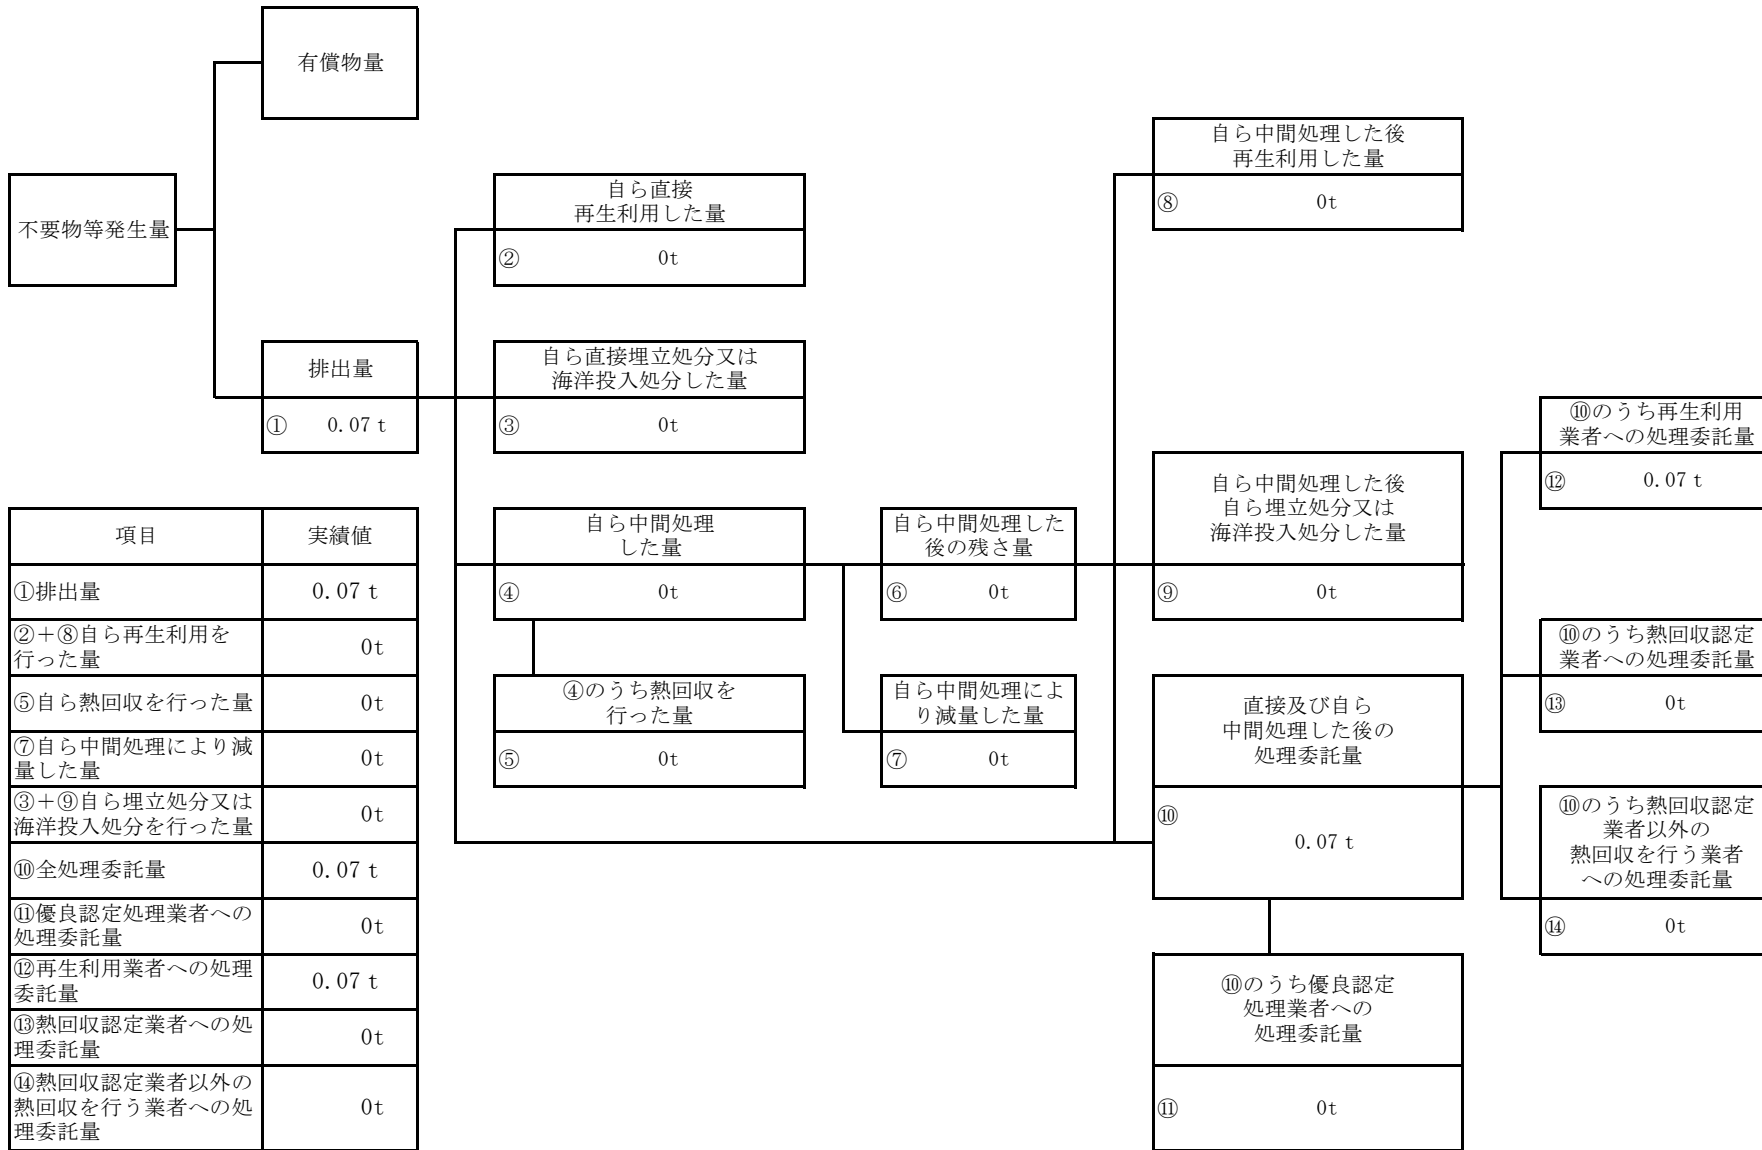 有償物量
不要物等発生量
排出量
① 0.07 t
自ら直接
再生利用した量
② 0t
自ら直接埋立処分又は
海洋投入処分した量
③ 0t
自ら中間処理
した量
④ 0t
④のうち熱回収を
行った量
⑤ 0t
自ら中間処理した
後の残さ量
⑥ 0t
自ら中間処理によ
り減量した量
⑦ 0t
自ら中間処理した後
再生利用した量
⑧ 0t
自ら中間処理した後
自ら埋立処分又は
海洋投入処分した量
⑨ 0t
直接及び自ら
中間処理した後の
処理委託量
⑩ 0.07 t
⑩のうち優良認定
処理業者への
処理委託量
⑪ 0t
⑩のうち再生利用
業者への処理委託量
⑫ 0.07 t
⑩のうち熱回収認定
業者への処理委託量
⑬ 0t
⑩のうち熱回収認定
業者以外の
熱回収を行う業者
への処理委託量
⑭ 0t
項目 実績値
①排出量 0.07 t
②+⑧自ら再生利用を
行った量 0t
⑤自ら熱回収を行った量 0t
⑦自ら中間処理により減
量した量 0t
③+⑨自ら埋立処分又は
海洋投入処分を行った量 0t
⑩全処理委託量 0.07 t
⑪優良認定処理業者への
処理委託量 0t
⑫再生利用業者への処理
委託量 0.07 t
⑬熱回収認定業者への処
理委託量 0t
⑭熱回収認定業者以外の
熱回収を行う業者への処
理委託量 0t